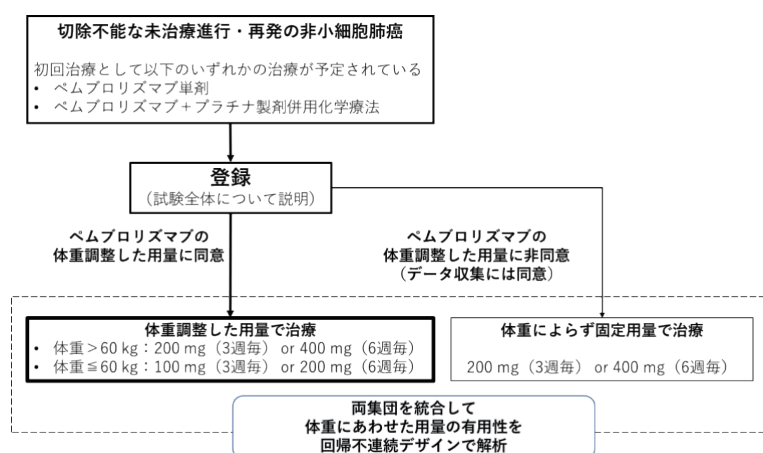 切除不能な未治療進行・再発の非小細胞肺癌
初回治療として以下のいずれかの治療が予定されている
• ペムブロリズマブ単剤
• ペムブロリズマブ＋プラチナ製剤併用化学療法
登録
（試験全体について説明）
ペムブロリズマブの
体重調整した用量に同意
ペムブロリズマブの
体重調整した用量に非同意
（データ収集には同意）
体重調整した用量で治療
• 体重＞60 kg：200 mg（3週毎） or 400 mg（6週毎）
• 体重≦60 kg：100 mg（3週毎） or 200 mg（6週毎）
体重によらず固定用量で治療
200 mg（3週毎） or 400 mg（6週毎）
両集団を統合して
体重にあわせた用量の有用性を
回帰不連続デザインで解析